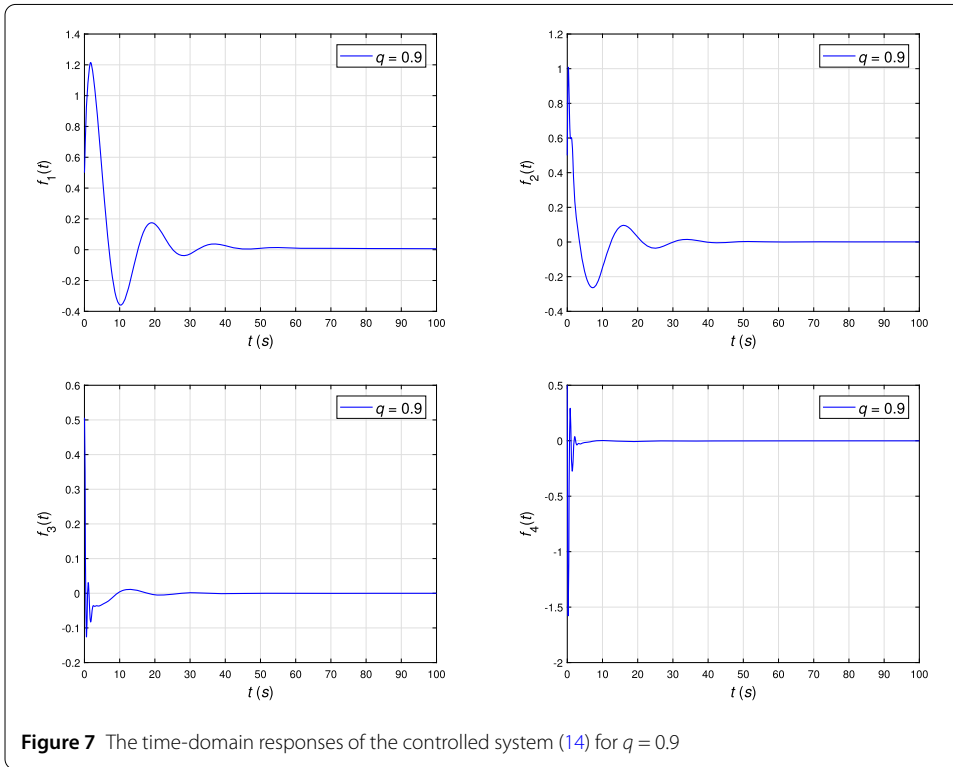 1.4
1.2
1
0.8
0.6
0.4
0.2
0
-0.2
-0.4
f₁(t)
q = 0.9
0 10 20 30 40 50 60 70 80 90 100
t (s)
1.2
1
0.8
0.6
0.4
0.2
0
-0.2
-0.4
f₂(t)
q = 0.9
0 10 20 30 40 50 60 70 80 90 100
t (s)
0.6
0.5
0.4
0.3
0.2
0.1
0
-0.1
-0.2
f₃(t)
q = 0.9
0 10 20 30 40 50 60 70 80 90 100
t (s)
0.5
0
-0.5
-1
-1.5
-2
f₄(t)
q = 0.9
0 10 20 30 40 50 60 70 80 90 100
t (s)
Figure 7 The time-domain responses of the controlled system (14) for q = 0.9